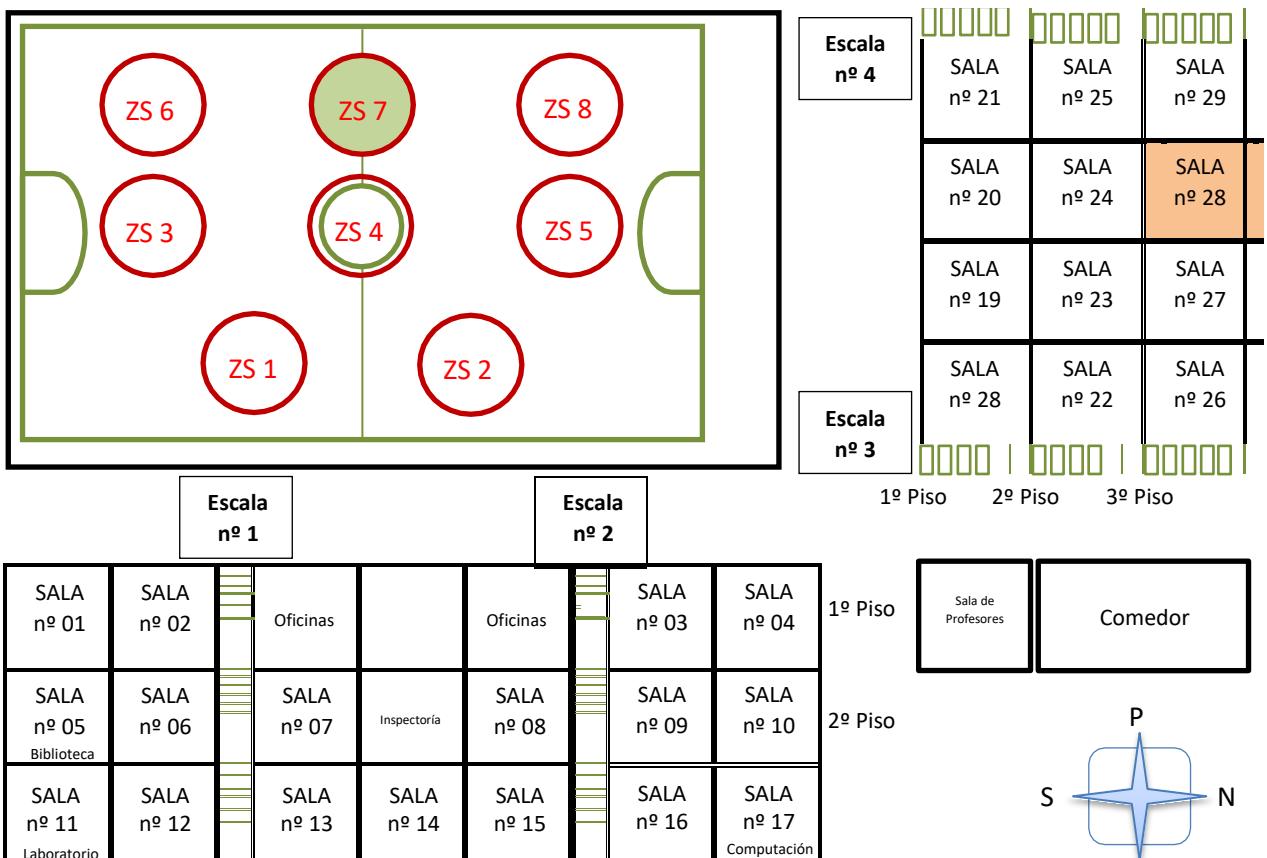 ZS 6
ZS 7
ZS 8
ZS 3
ZS 4
ZS 5
ZS 1
ZS 2
Escala
nº 4
SALA
nº 21
SALA
nº 25
SALA
nº 29
SALA
nº 20
SALA
nº 24
SALA
nº 28
SALA
nº 19
SALA
nº 23
SALA
nº 27
SALA
nº 28
SALA
nº 22
SALA
nº 26
Escala
nº 3
1º Piso
2º Piso
3º Piso
Escala
nº 1
Escala
nº 2
SALA
nº 01
SALA
nº 02
Oficinas
Oficinas
SALA
nº 03
SALA
nº 04
1º Piso
SALA
nº 05
Biblioteca
SALA
nº 06
SALA
nº 07
Inspectoría
SALA
nº 08
SALA
nº 09
SALA
nº 10
2º Piso
SALA
nº 11
Laboratorio
SALA
nº 12
SALA
nº 13
SALA
nº 14
SALA
nº 15
SALA
nº 16
SALA
nº 17
Computación
Sala de
Profesores
Comedor
P
S
N